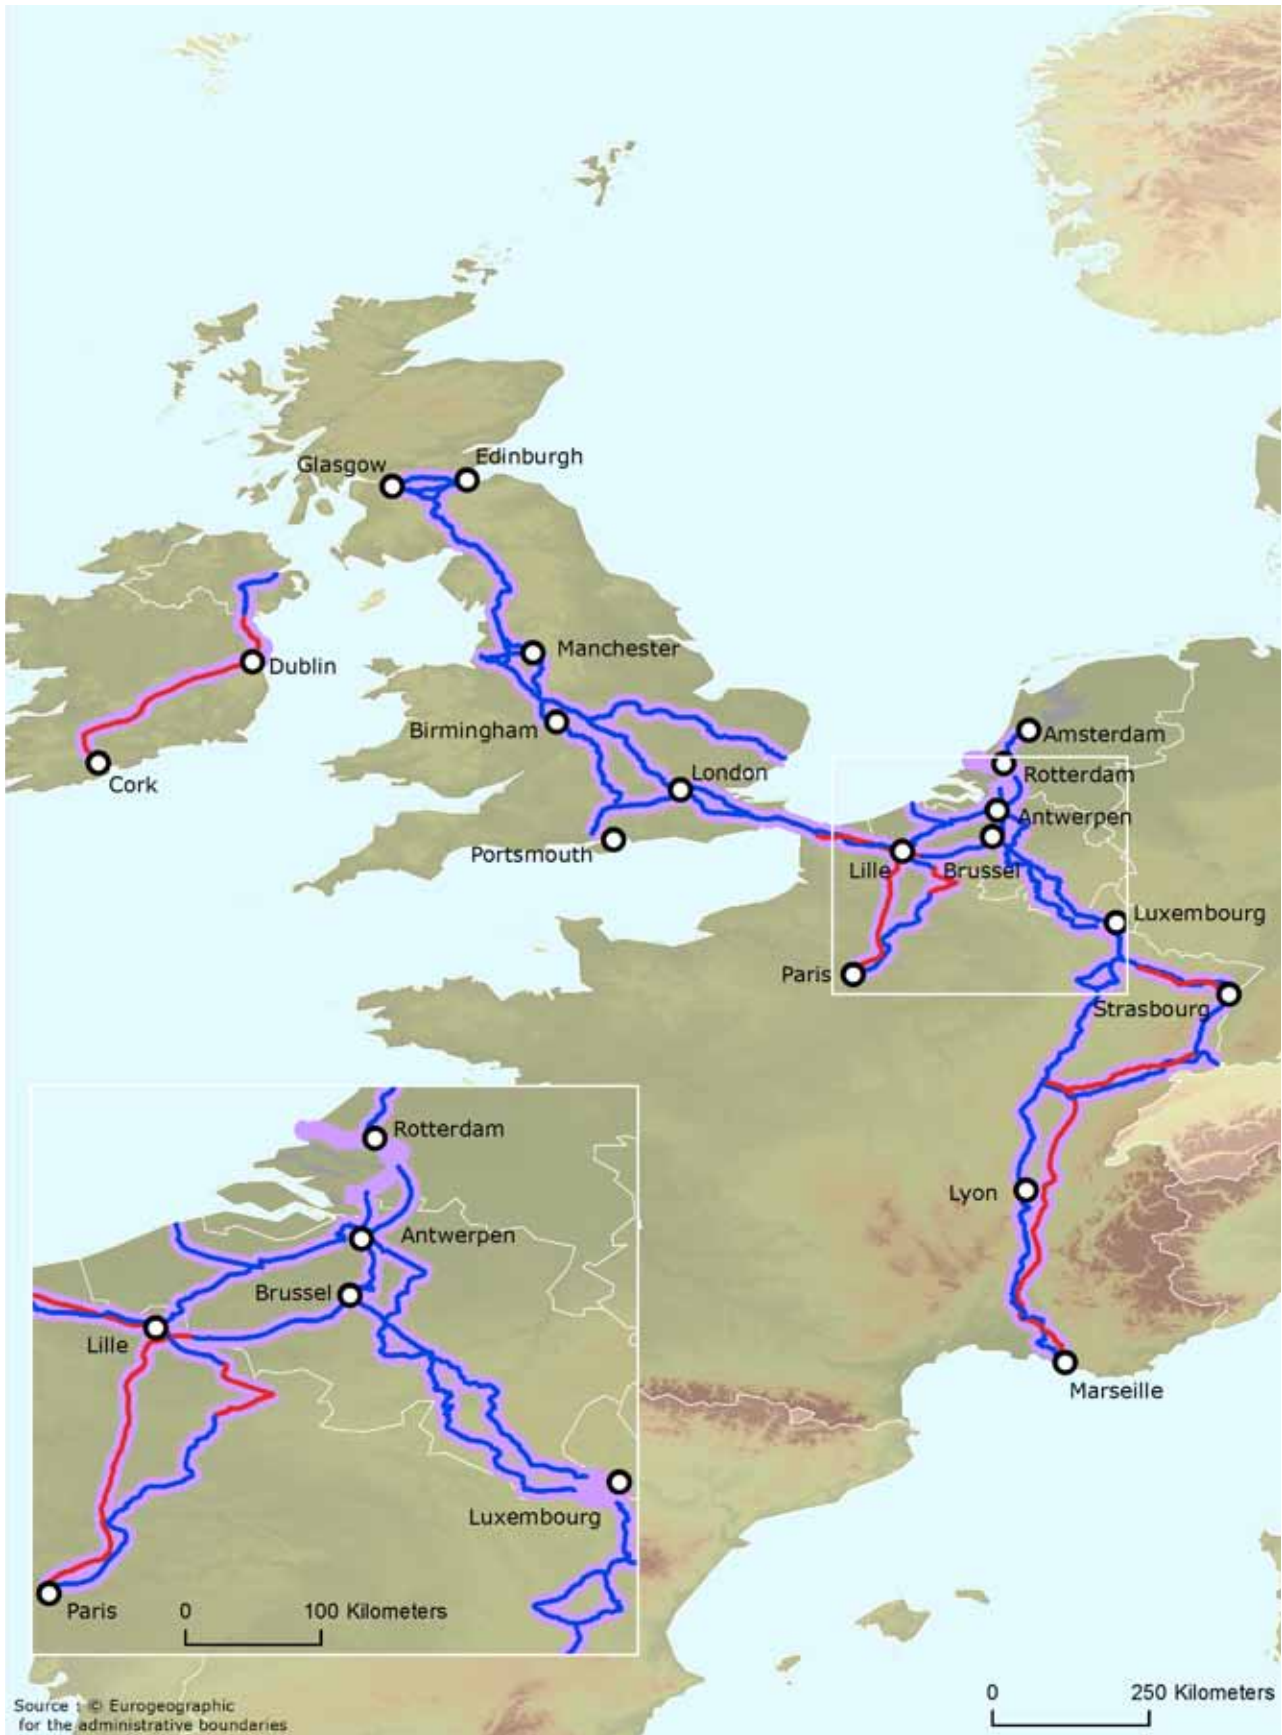 Glasgow
Edinburgh
Manchester
Dublin
Birmingham
Amsterdam
Cork
London
Rotterdam
Antwerpen
Portsmouth
Lille
Brussel
Luxembourg
Paris
Strasbourg
Rotterdam
Lyon
Antwerpen
Brussel
Lille
Marseille
Luxembourg
Paris
0 100 Kilometers
0 250 Kilometers
Source : © Eurogeographic
for the administrative boundaries